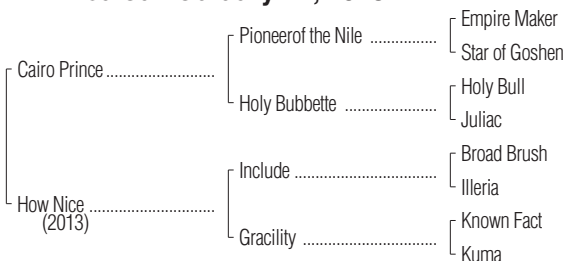 Empire Maker
Pioneerof the Nile
Star of Goshen
Cairo Prince
Holy Bull
Holy Bubbette
Juliac
Broad Brush
Include
Illeria
How Nice
(2013)
Known Fact
Gracility
Kuma